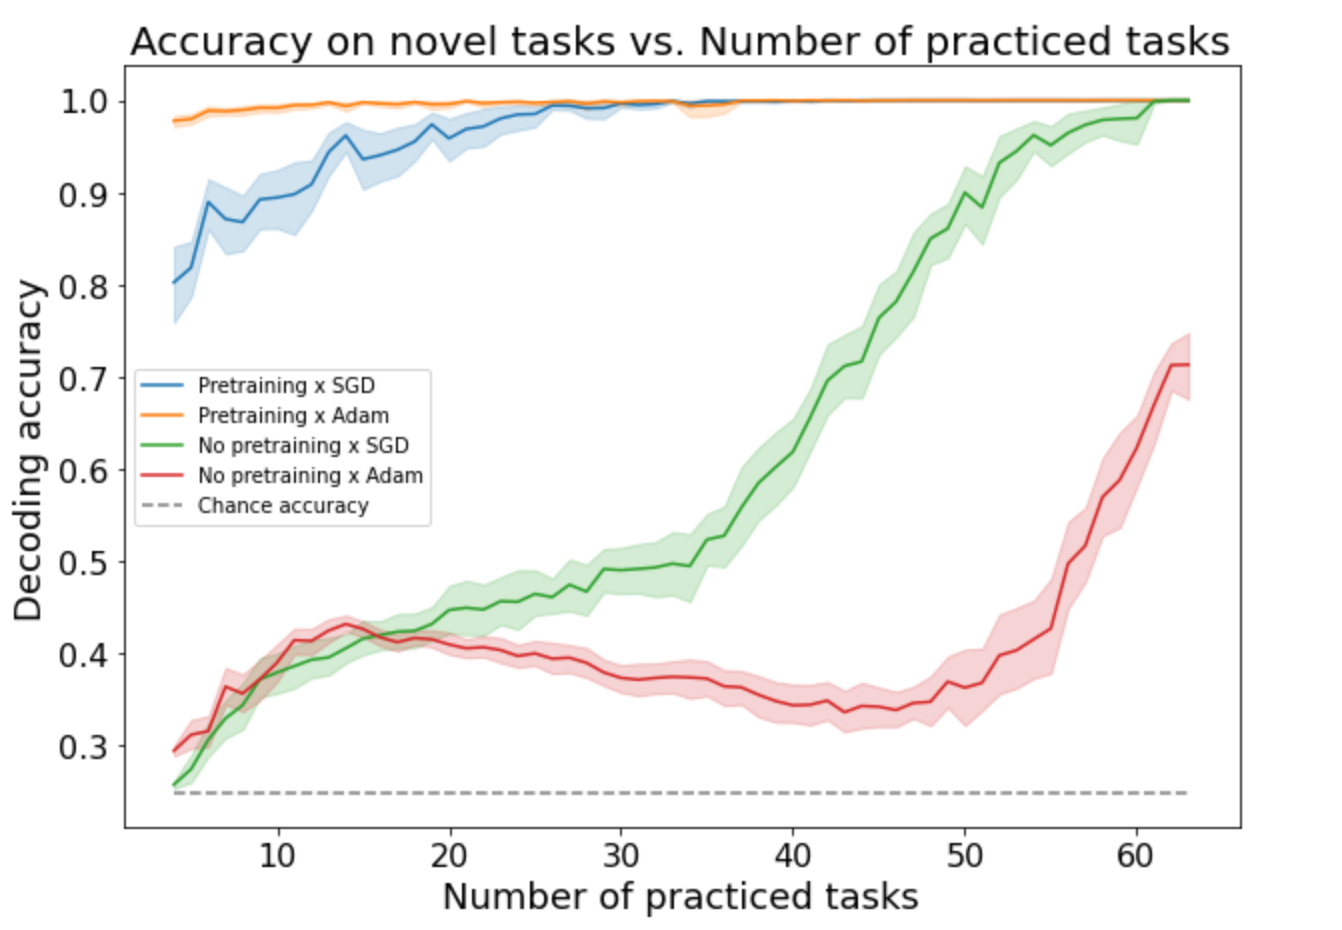 Accuracy on novel tasks vs. Number of practiced tasks
1.0
0.9
0.8
0.7
0.6
0.5
0.4
0.3
Decoding accuracy
Pretraining x SGD
Pretraining x Adam
No pretraining x SGD
No pretraining x Adam
Chance accuracy
10 20 30 40 50 60
Number of practiced tasks